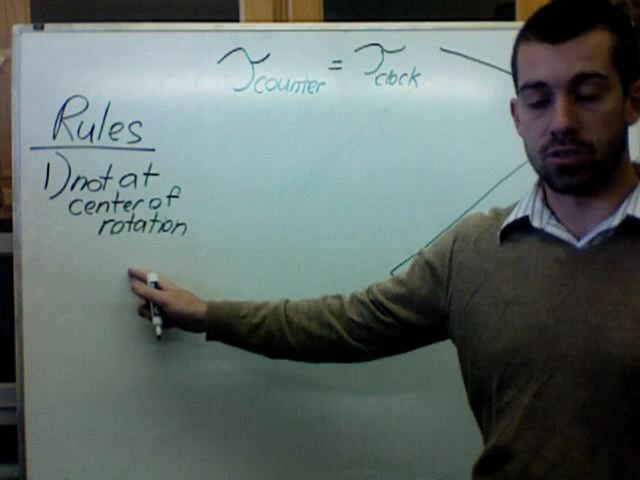 τcounter = τclock
Rules
1) not at
center of
rotation